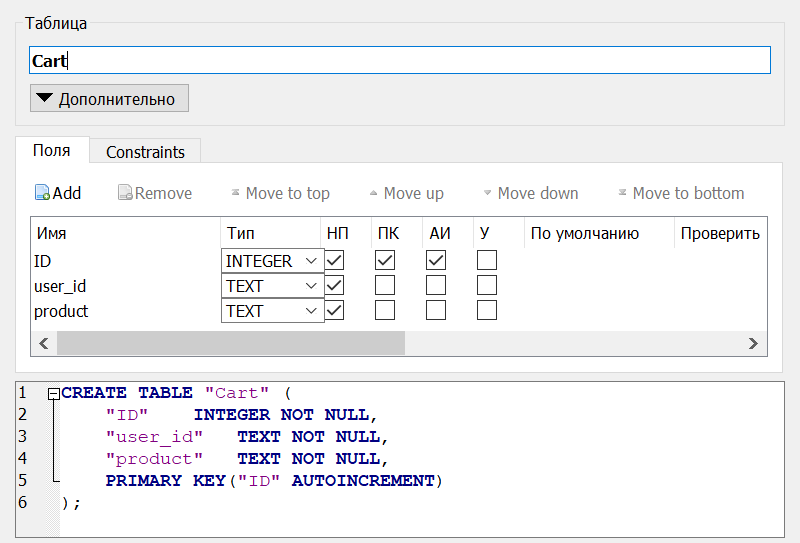 Таблица
Cart
Дополнительно
Поля Constraints
Add Remove Move to top Move up Move down Move to bottom
Имя Тип НП ПК АИ У По умолчанию Проверить
ID INTEGER
user_id TEXT
product TEXT
1 CREATE TABLE "Cart" (
2 "ID" INTEGER NOT NULL,
3 "user_id" TEXT NOT NULL,
4 "product" TEXT NOT NULL,
5 PRIMARY KEY("ID" AUTOINCREMENT)
6 );